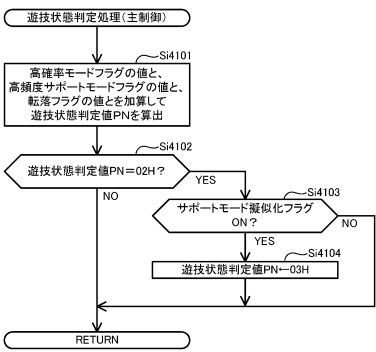 遊技状態判定処理(主制御)
Si4101
高確率モードフラグの値と、
高頻度サポートモードフラグの値と、
転落フラグの値とを加算して
遊技状態判定値PNを算出
Si4102
遊技状態判定値PN=02H?
YES
NO
Si4103
サポートモード擬似化フラグ
ON?
NO
YES
Si4104
遊技状態判定値PN←03H
RETURN